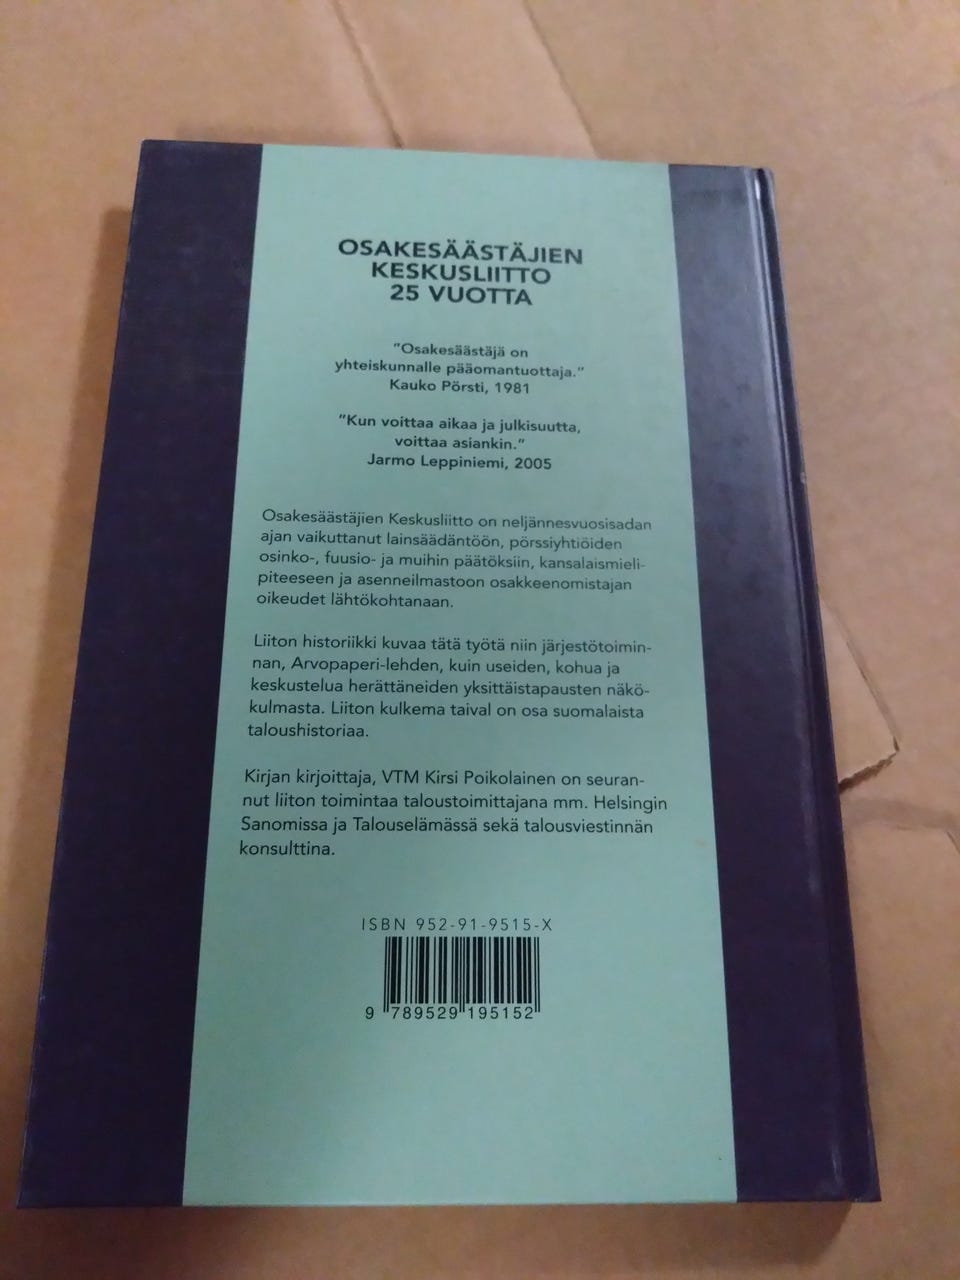 OSAKESÄÄSTÄJIEN
KESKUSLIITTO
25 VUOTTA
"Osakesäästäjä on
yhteiskunnalle pääomantuottaja."
Kauko Pörsti, 1981
"Kun voittaa aikaa ja julkisuutta,
voittaa asiankin."
Jarmo Leppiniemi, 2005
Osakesäästäjien Keskusliitto on neljännesvuosisadan
ajan vaikuttanut lainsäädäntöön, pörssiyhtiöiden
osinko-, fuusio- ja muihin päätöksiin, kansalaismieli-
piteeseen ja asenneilmastoon osakkeenomistajan
oikeudet lähtökohtanaan.
Liiton historiikki kuvaa tätä työtä niin järjestötoimin-
nan, Arvopaperi-lehden, kuin useiden, kohua ja
keskustelua herättäneiden yksittäistapausten näkö-
kulmasta. Liiton kulkema taival on osa suomalaista
taloushistoriaa.
Kirjan kirjoittaja, VTM Kirsi Poikolainen on seuran-
nut liiton toimintaa taloustoimittajana mm. Helsingin
Sanomissa ja Talouselämässä sekä talousviestinnän
konsulttina.
ISBN 952-91-9515-X
9 789529 195152